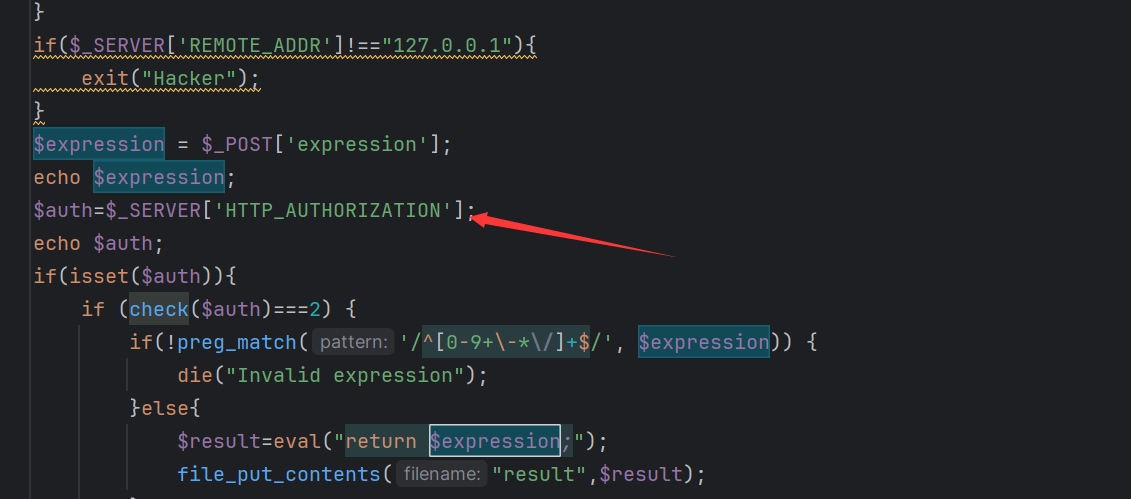 }
if($_SERVER['REMOTE_ADDR']!=="127.0.0.1"){
    exit("Hacker");
}
$expression = $_POST['expression'];
echo $expression;
$auth=$_SERVER['HTTP_AUTHORIZATION'];
echo $auth;
if(isset($auth)){
    if (check($auth)===2) {
        if(!preg_match( pattern: '/^[0-9+\-*\/]+$/', $expression)) {
            die("Invalid expression");
        }else{
            $result=eval("return $expression;");
            file_put_contents( filename: "result",$result);